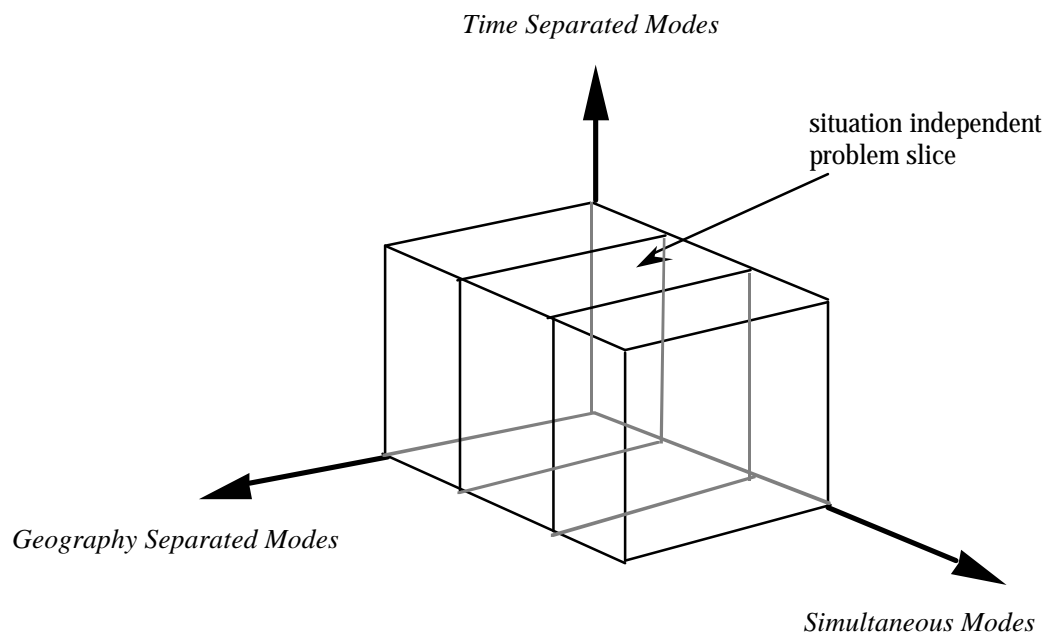 Time Separated Modes
situation independent
problem slice
Geography Separated Modes
Simultaneous Modes